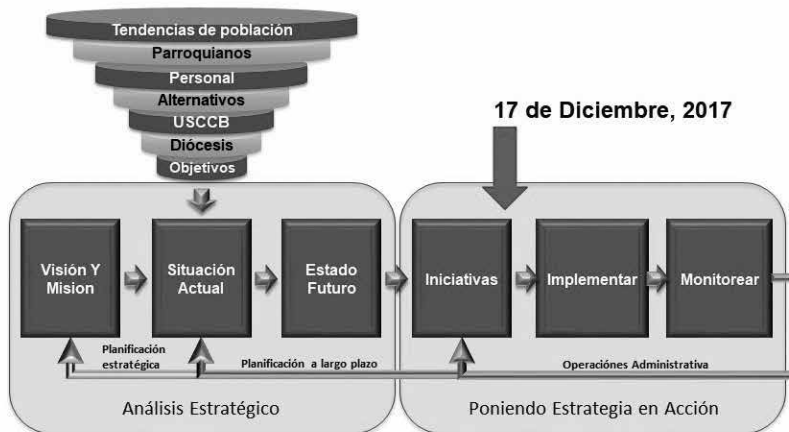 Tendencias de población
Parroquianos
Personal
Alternativos
USCCB
Diócesis
Objetivos
17 de Diciembre, 2017
Visión Y
Mision
Situación
Actual
Estado
Futuro
Iniciativas
Implementar
Monitorear
Planificación
estratégica
Planificación a largo plazo
Operaciónes Administrativa
Análisis Estratégico
Poniendo Estrategia en Acción